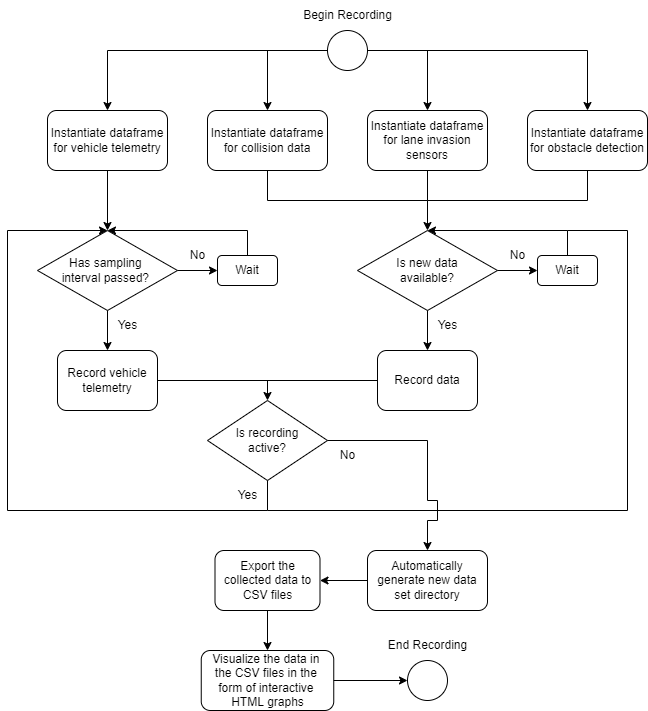 Begin Recording
Instantiate dataframe
for vehicle telemetry
Instantiate dataframe
for collision data
Instantiate dataframe
for lane invasion
sensors
Instantiate dataframe
for obstacle detection
Has sampling
interval passed?
No
Wait
Is new data
available?
No
Wait
Yes
Yes
Record vehicle
telemetry
Record data
Is recording
active?
No
Yes
Export the
collected data to
CSV files
Automatically
generate new data
set directory
Visualize the data in
the CSV files in the
form of interactive
HTML graphs
End Recording